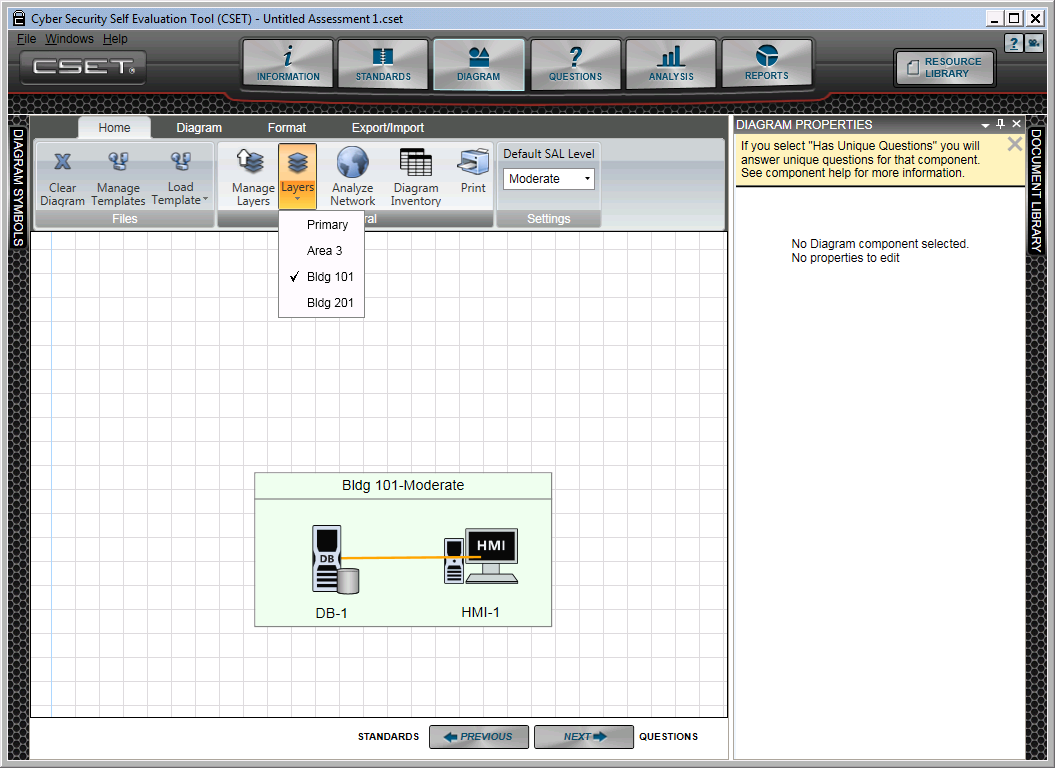 Cyber Security Self Evaluation Tool (CSET) - Untitled Assessment 1.cset
File Windows Help
CSET
INFORMATION
STANDARDS
DIAGRAM
?
QUESTIONS
ANALYSIS
REPORTS
RESOURCE
LIBRARY
?
DIAGRAM SYMBOLS
Home Diagram Format Export/Import
Clear
Diagram
Manage
Templates
Load
Template
Files
Manage
Layers
Layers
Analyze
Network
Diagram
Inventory
Print
ral
Default SAL Level
Moderate
Settings
Primary
Area 3
✓ Bldg 101
Bldg 201
Bldg 101-Moderate
DB
HMI
DB-1
HMI-1
STANDARDS
PREVIOUS
NEXT
QUESTIONS
DIAGRAM PROPERTIES
If you select "Has Unique Questions" you will
answer unique questions for that component.
See component help for more information.
No Diagram component selected.
No properties to edit
DOCUMENT LIBRARY